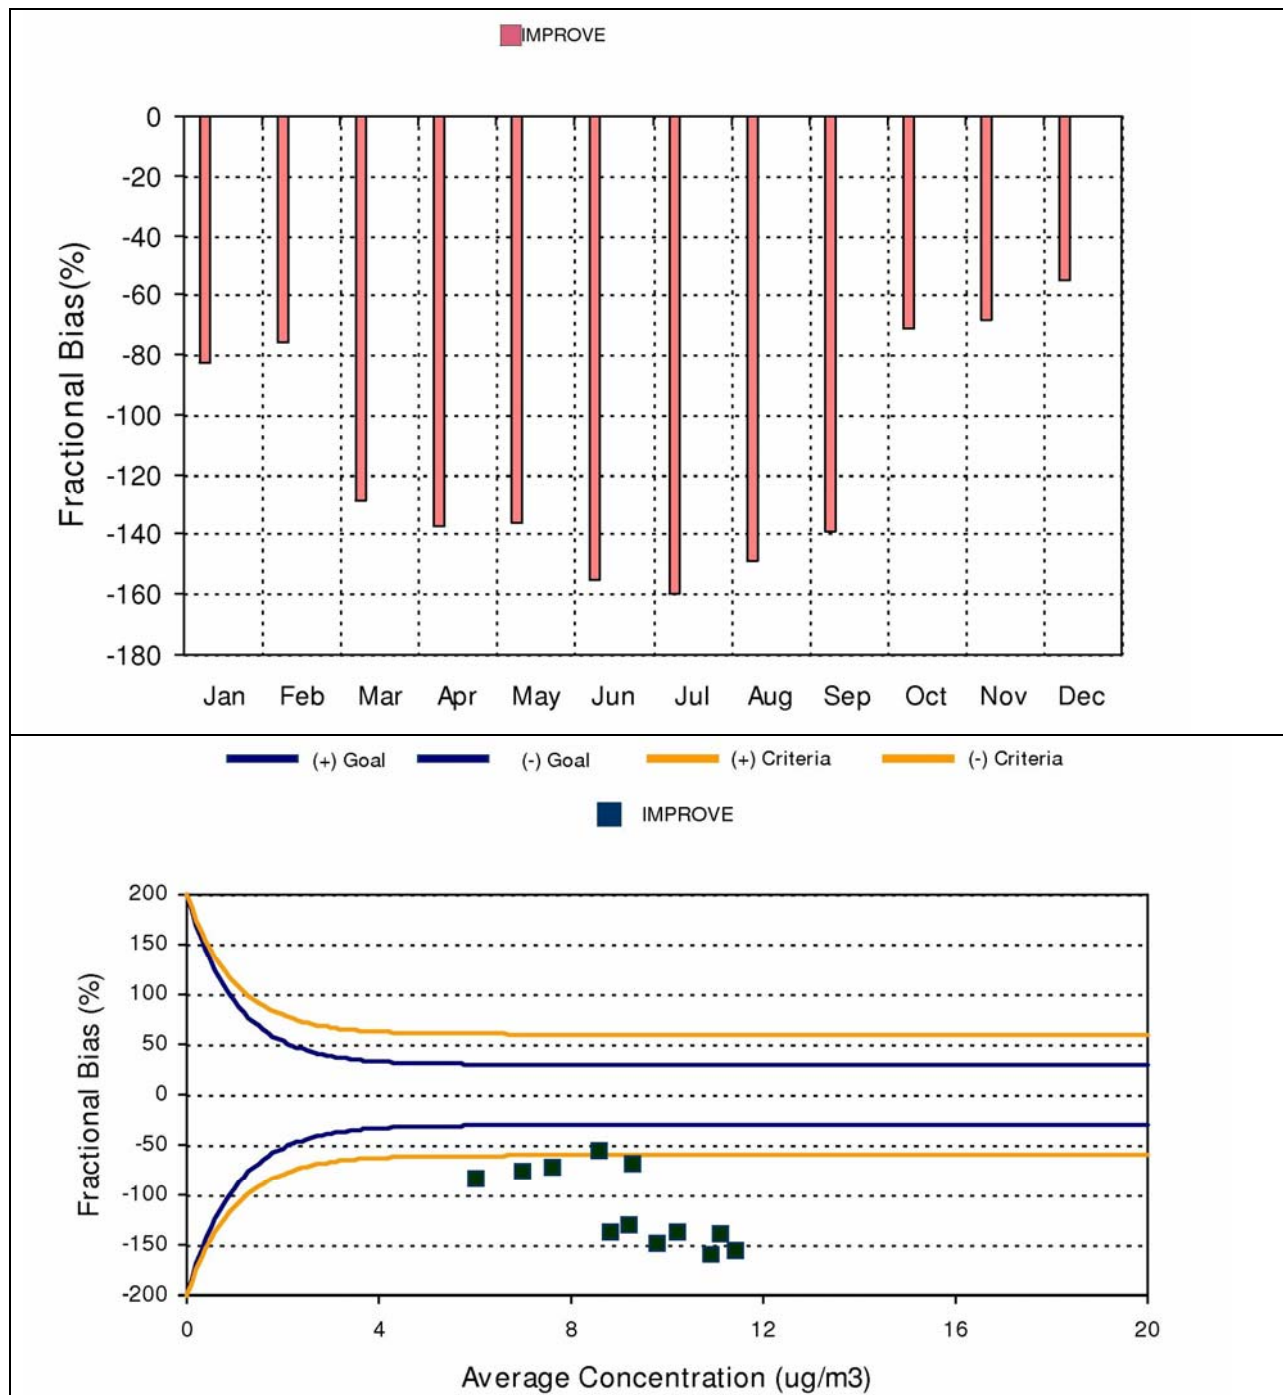 IMPROVE
0
-20
-40
-60
-80
-100
-120
-140
-160
-180
Fractional Bias(%)
Jan Feb Mar Apr May Jun Jul Aug Sep Oct Nov Dec
(+) Goal (-) Goal (+) Criteria (-) Criteria
IMPROVE
200
150
100
50
0
-50
-100
-150
-200
Fractional Bias (%)
0 4 8 12 16 20
Average Concentration (ug/m3)